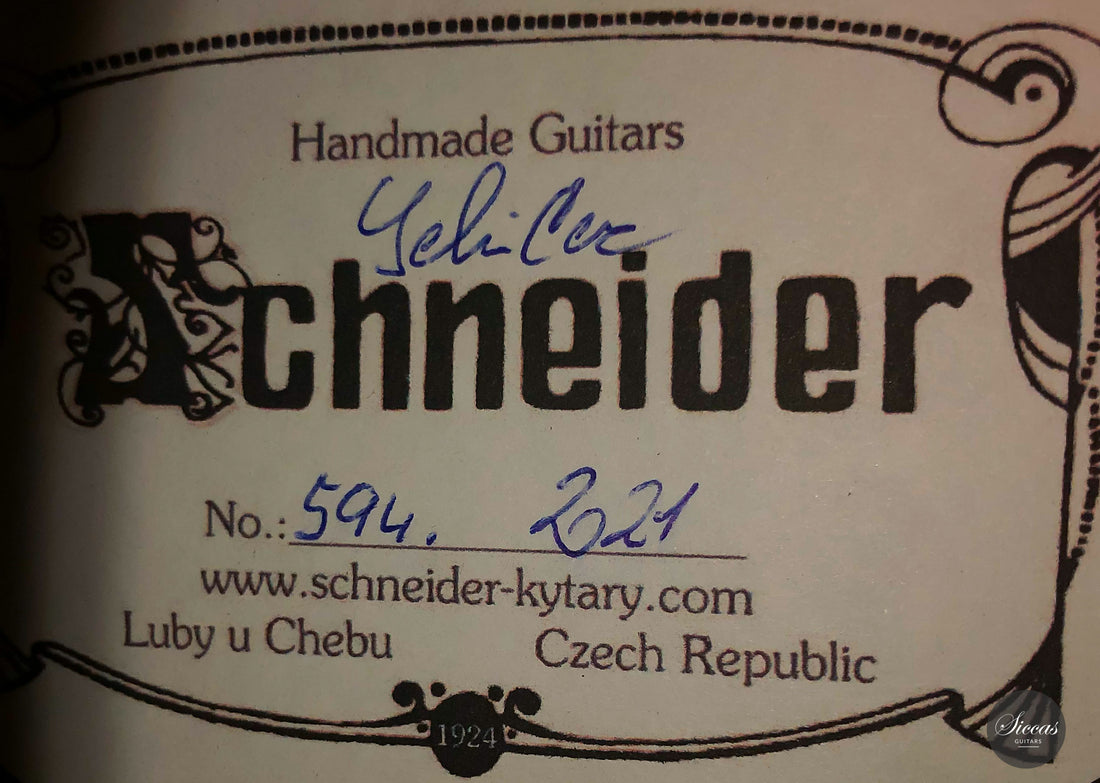 Handmade Guitars
Schneider
No.: 594. 2021
www.schneider-kytary.com
Luby u Chebu Czech Republic
1924
Siccas
GUITARS